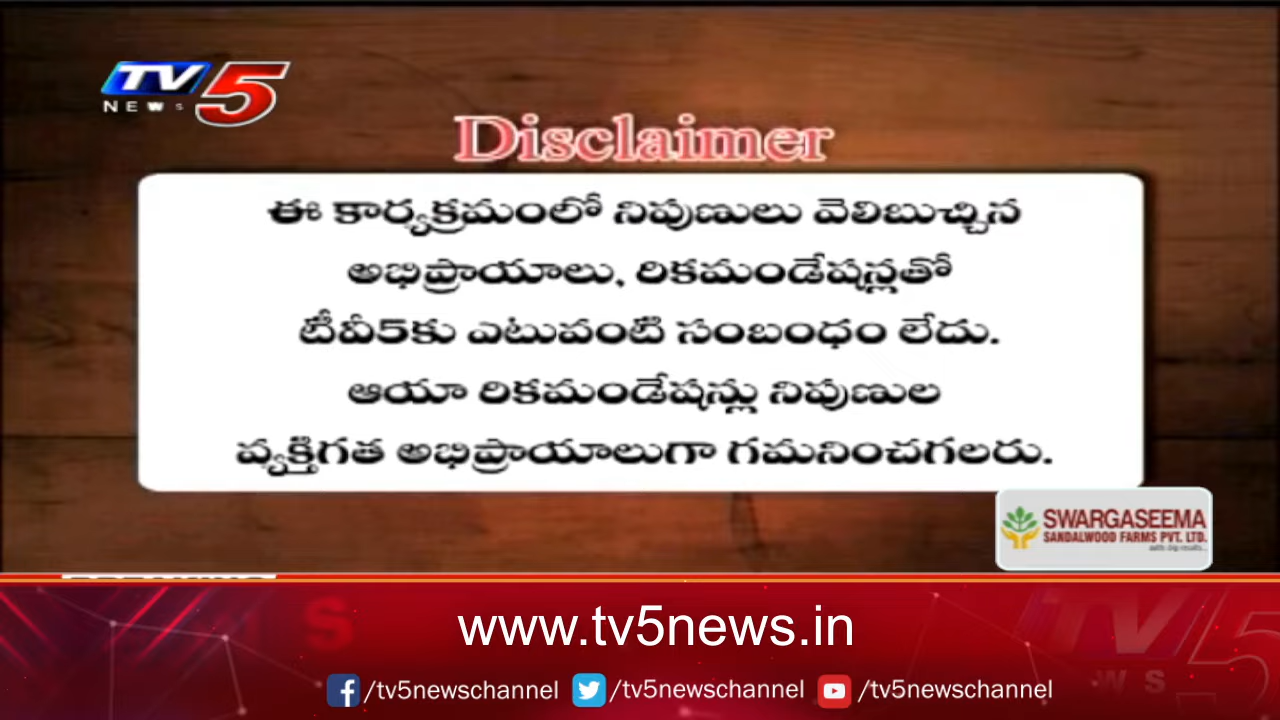 TV5
NEWS
Disclaimer
ఈ కార్యక్రమంలో నిపుణులు వెలిబుచ్చిన
అభిప్రాయాలు, రికమండేషన్లతో
టీవీ5కు ఎటువంటి సంబంధం లేదు.
ఆయా రికమండేషన్లు నిపుణుల
వ్యక్తిగత అభిప్రాయాలుగా గమనించగలరు.
SWARGASEEMA
SANDALWOOD FARMS PVT. LTD.
www.tv5news.in
/tv5newschannel /tv5newschannel /tv5newschannel